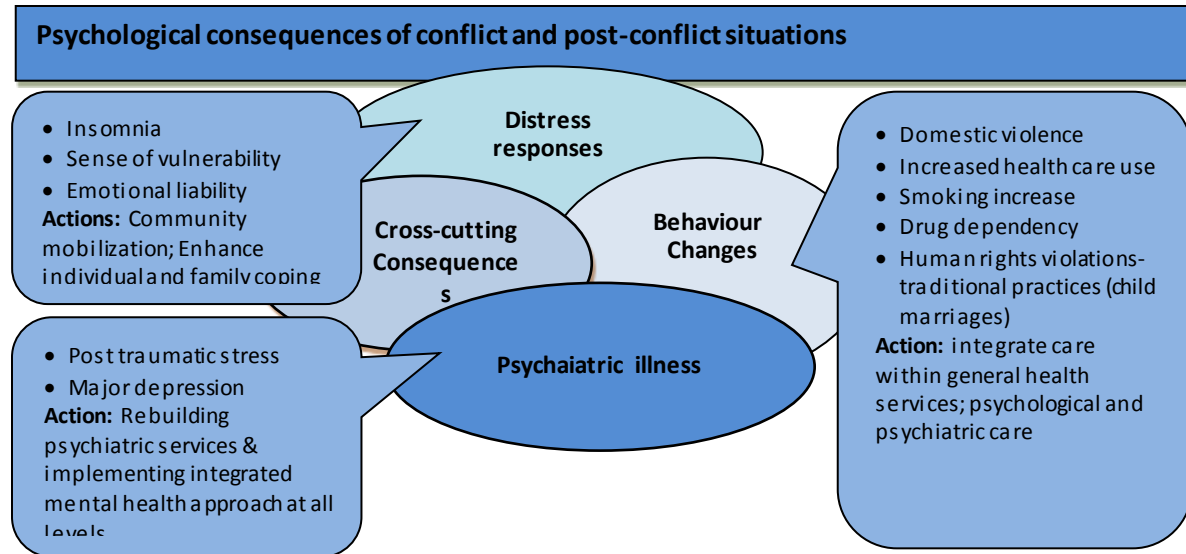 Psychological consequences of conflict and post-conflict situations
• Insomnia
• Sense of vulnerability
• Emotional liability
Actions: Community
mobilization; Enhance
individual and family coping
Distress
responses
Cross-cutting
Consequence
s
Behaviour
Changes
Psychaiatric illness
• Domestic violence
• Increased health care use
• Smoking increase
• Drug dependency
• Human rights violations-
traditional practices (child
marriages)
Action: integrate care
within general health
services; psychological and
psychiatric care
• Post traumatic stress
• Major depression
Action: Rebuilding
psychiatric services &
implementing integrated
mental health approach at all
levels